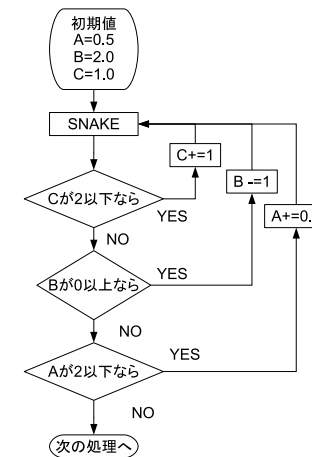 初期値
A=0.5
B=2.0
C=1.0
SNAKE
C+=1
B -=1
Cが2以下なら
A+=0.
YES
NO
Bが0以上なら
YES
NO
Aが2以下なら
YES
NO
次の処理へ